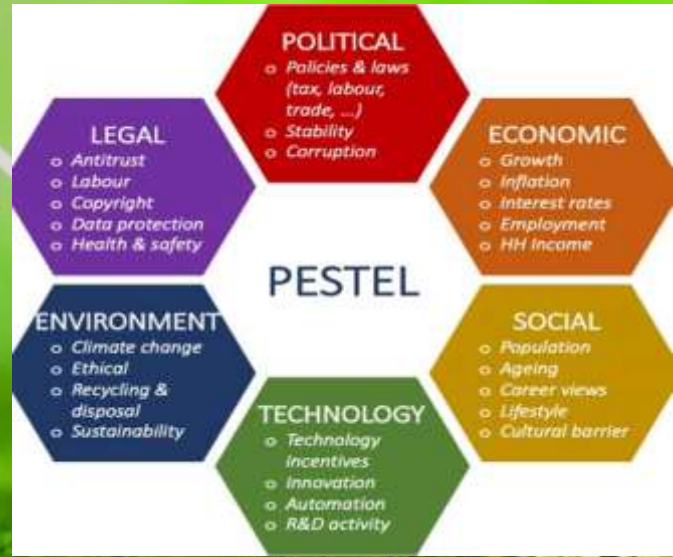 POLITICAL
o Policies & laws
(tax, labour,
trade, ...)
o Stability
o Corruption
ECONOMIC
o Growth
o Inflation
o Interest rates
o Employment
o HH Income
SOCIAL
o Population
o Ageing
o Career views
o Lifestyle
o Cultural barrier
TECHNOLOGY
o Technology
incentives
o Innovation
o Automation
o R&D activity
ENVIRONMENT
o Climate change
o Ethical
o Recycling &
disposal
o Sustainability
LEGAL
o Antitrust
o Labour
o Copyright
o Data protection
o Health & safety
PESTEL